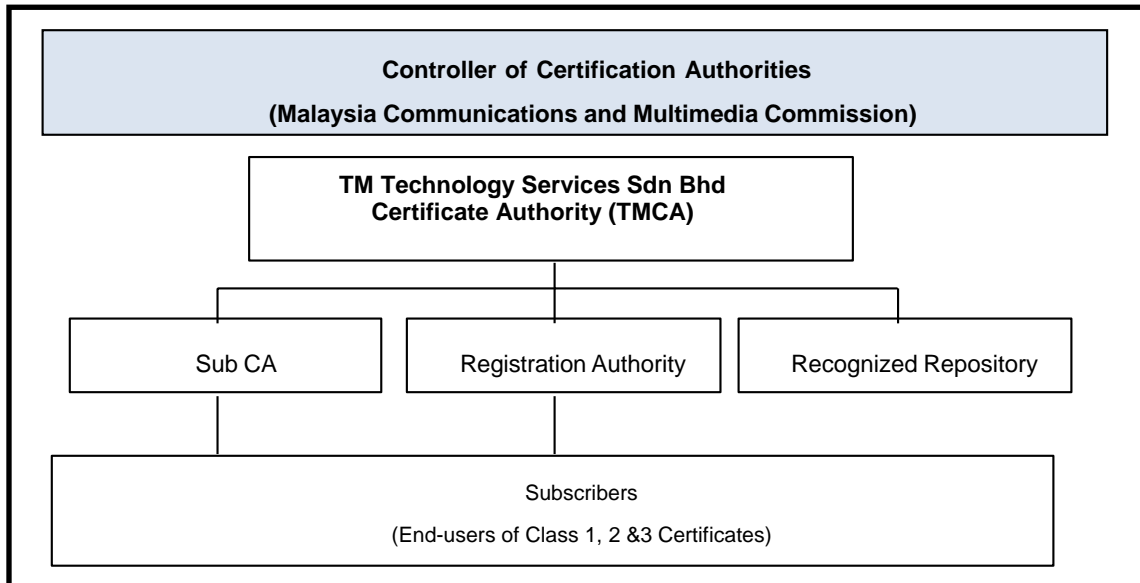 Controller of Certification Authorities
(Malaysia Communications and Multimedia Commission)
TM Technology Services Sdn Bhd
Certificate Authority (TMCA)
Sub CA
Registration Authority
Recognized Repository
Subscribers
(End-users of Class 1, 2 &3 Certificates)